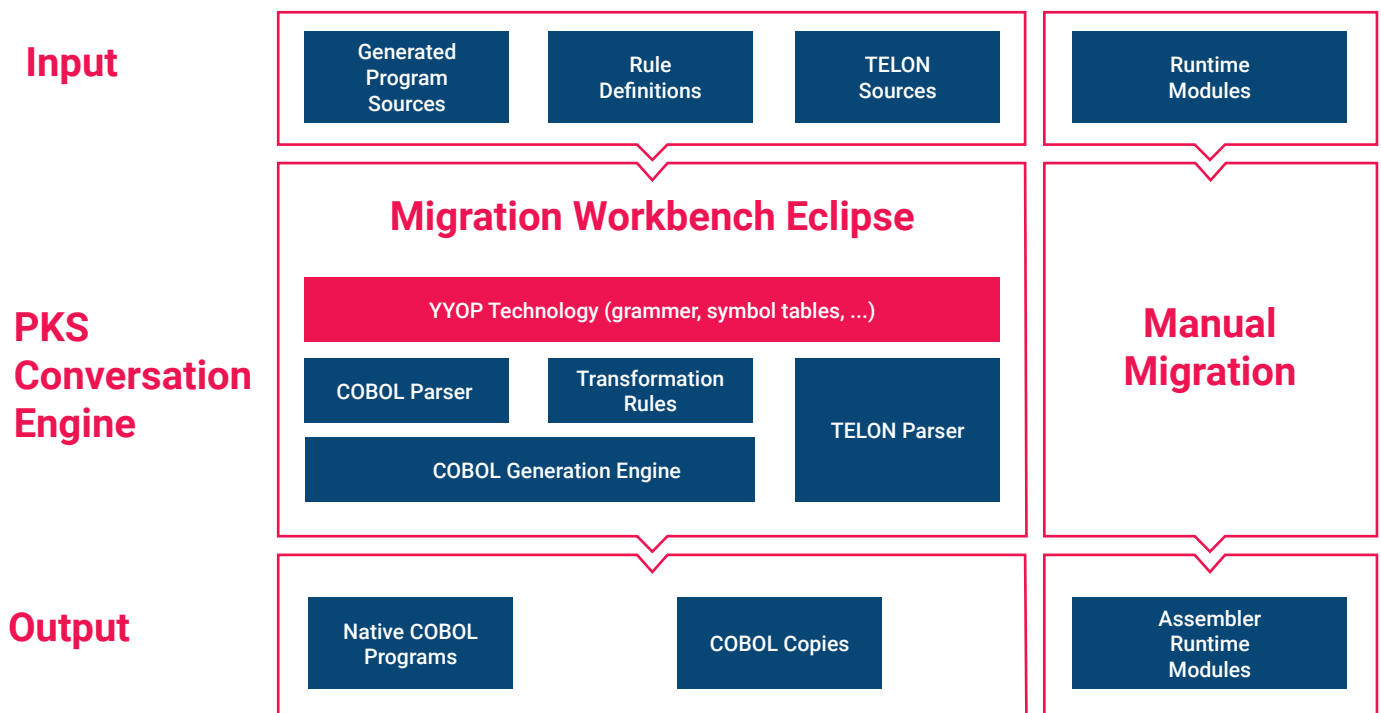 Input
Generated
Program
Sources
Rule
Definitions
TELON
Sources
Runtime
Modules
PKS
Conversation
Engine
Migration Workbench Eclipse
YYOP Technology (grammer, symbol tables, ...)
COBOL Parser
Transformation
Rules
TELON Parser
COBOL Generation Engine
Manual
Migration
Output
Native COBOL
Programs
COBOL Copies
Assembler
Runtime
Modules